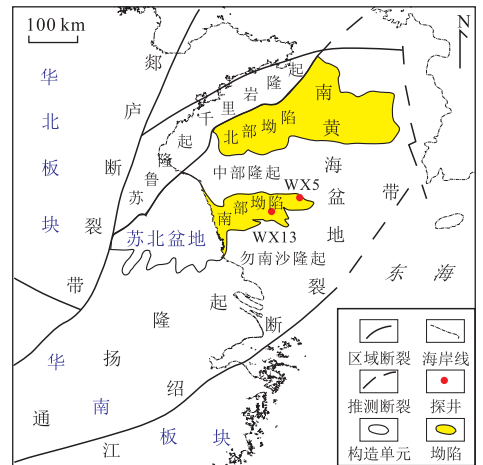 100 km
N
华北板块
郯庐断裂带
苏鲁隆起
千里岩隆起
南黄海盆地
北部坳陷
中部隆起
WX5
南部坳陷
WX13
苏北盆地
勿南沙隆起
东海
隆起
断裂带
华南板块
扬
绍
通
江
区域断裂
海岸线
推测断裂
探井
构造单元
坳陷